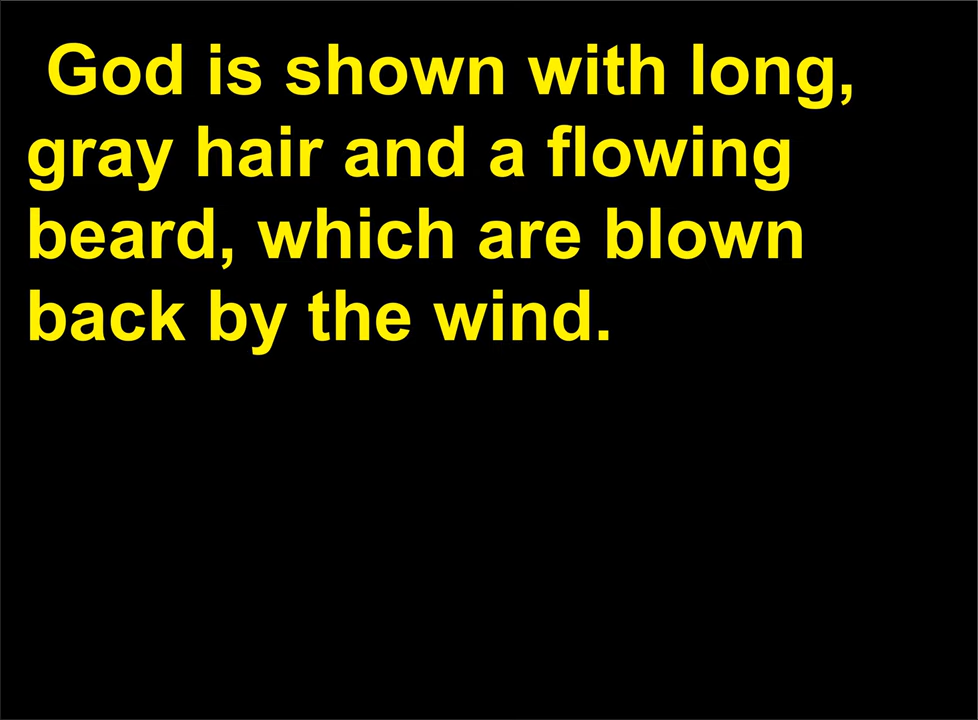 God is shown with long,
gray hair and a flowing
beard, which are blown
back by the wind.